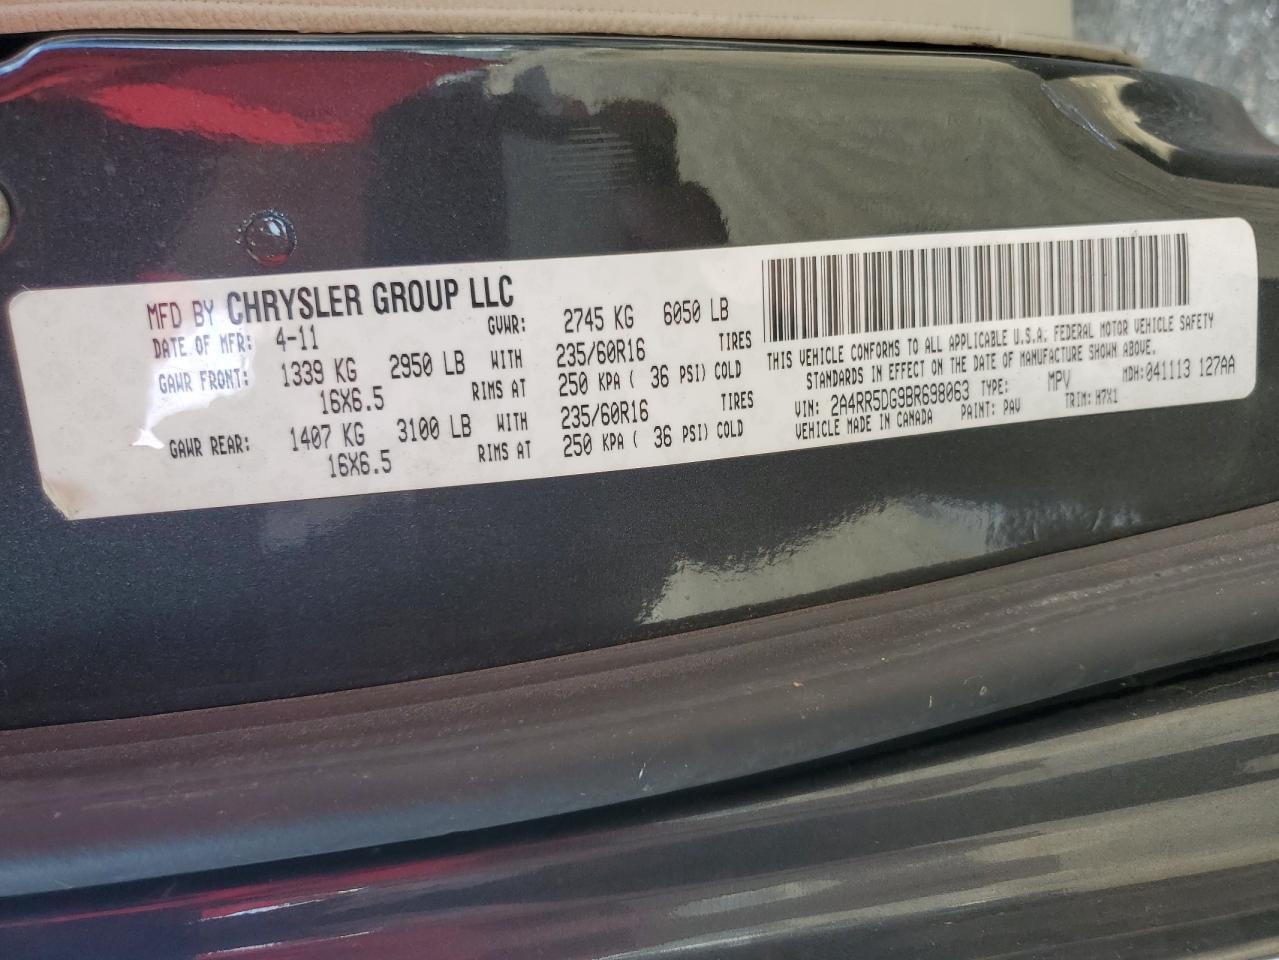 MFD BY CHRYSLER GROUP LLC
DATE OF MFR: 4-11 GVWR: 2745 KG 6050 LB
GAWR FRONT: 1339 KG 2950 LB WITH 235/60R16 TIRES
16X6.5 RIMS AT 250 KPA ( 36 PSI) COLD
GAWR REAR: 1407 KG 3100 LB WITH 235/60R16 TIRES
16X6.5 RIMS AT 250 KPA ( 36 PSI) COLD
THIS VEHICLE CONFORMS TO ALL APPLICABLE U.S.A. FEDERAL MOTOR VEHICLE SAFETY
STANDARDS IN EFFECT ON THE DATE OF MANUFACTURE SHOWN ABOVE.
VIN: 2A4RR5DG9BR698063 TYPE: MPV MDH:041113 127AA
VEHICLE MADE IN CANADA PAINT: PAV TRIM: H7X1